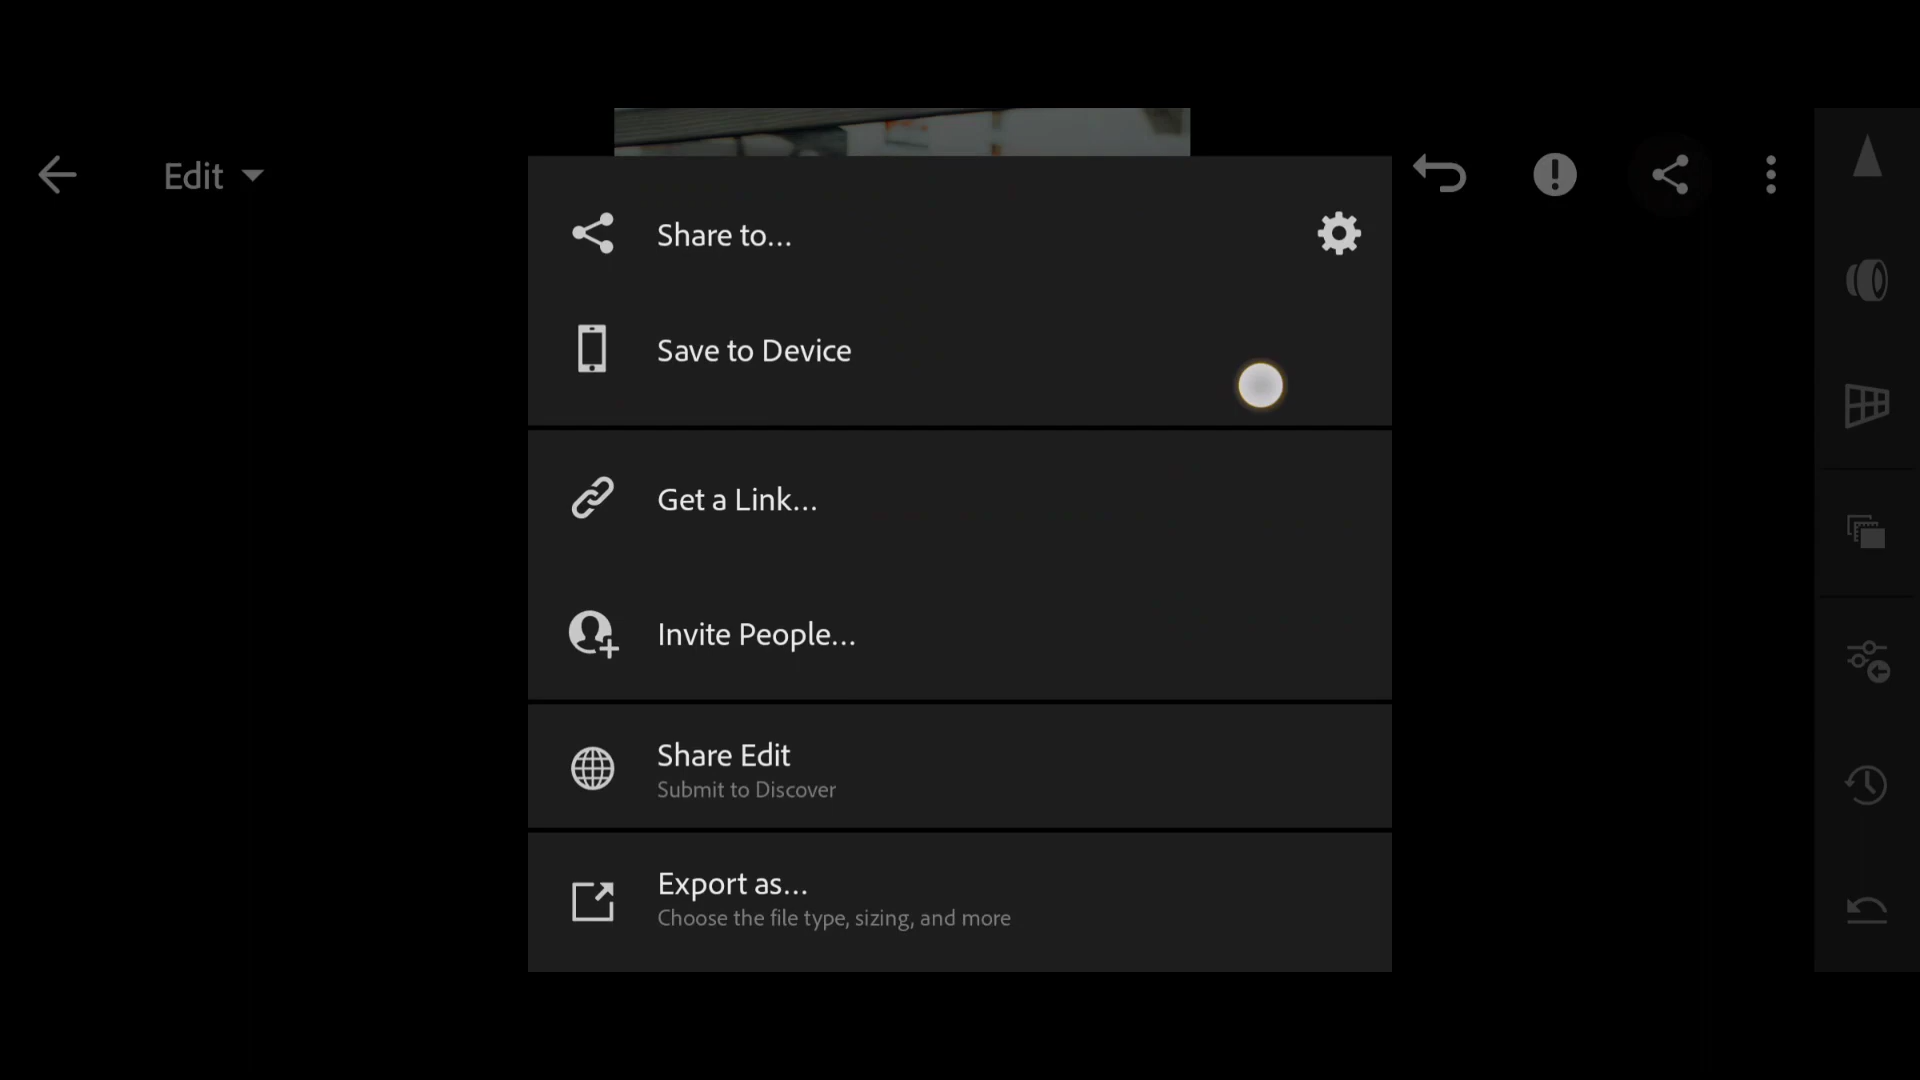 Edit
Share to...
Save to Device
Get a Link...
Invite People...
Share Edit
Submit to Discover
Export as...
Choose the file type, sizing, and more